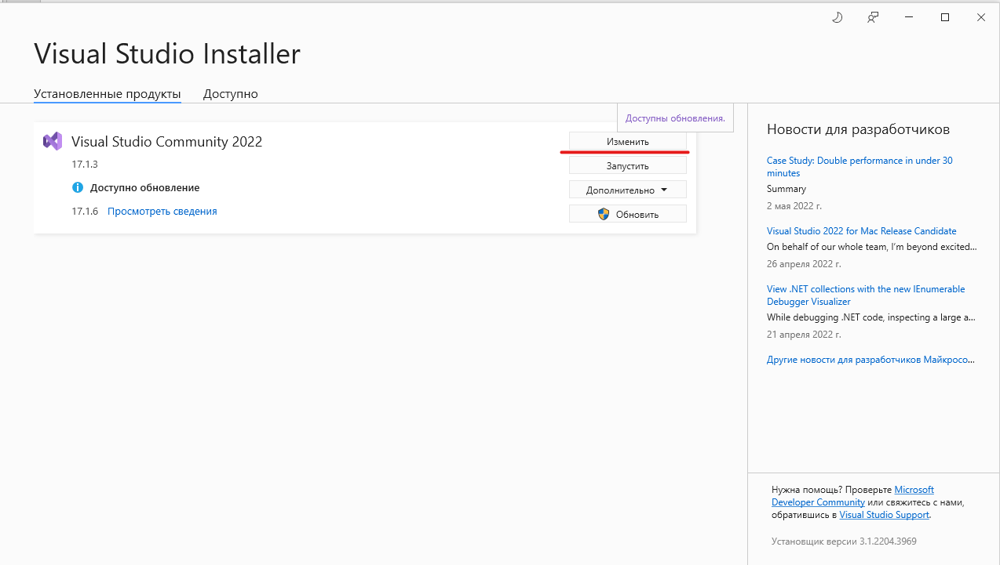 Visual Studio Installer
Установленные продукты
Доступно
Доступны обновления.
Visual Studio Community 2022
17.1.3
Доступно обновление
17.1.6 Просмотреть сведения
Изменить
Запустить
Дополнительно
Обновить
Новости для разработчиков
Case Study: Double performance in under 30
minutes
Summary
2 мая 2022 г.
Visual Studio 2022 for Mac Release Candidate
On behalf of our whole team, I’m beyond excited...
26 апреля 2022 г.
View .NET collections with the new IEnumerable
Debugger Visualizer
While debugging .NET code, inspecting a large a...
21 апреля 2022 г.
Другие новости для разработчиков Майкросо...
Нужна помощь? Проверьте Microsoft
Developer Community или свяжитесь с нами,
обратившись в Visual Studio Support.
Установщик версии 3.1.2204.3969